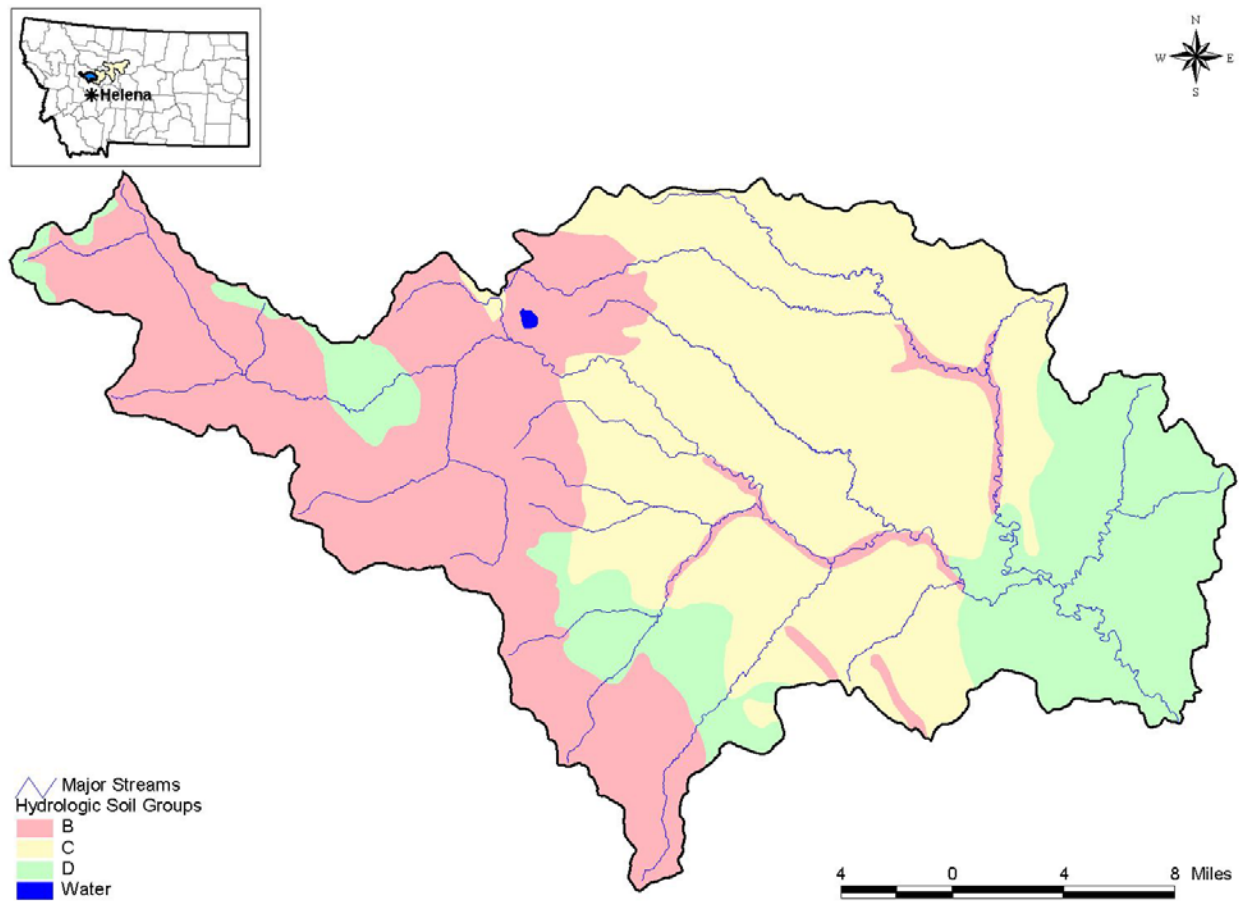 Helena
N
W E
S
Major Streams
Hydrologic Soil Groups
B
C
D
Water
4 0 4 8 Miles